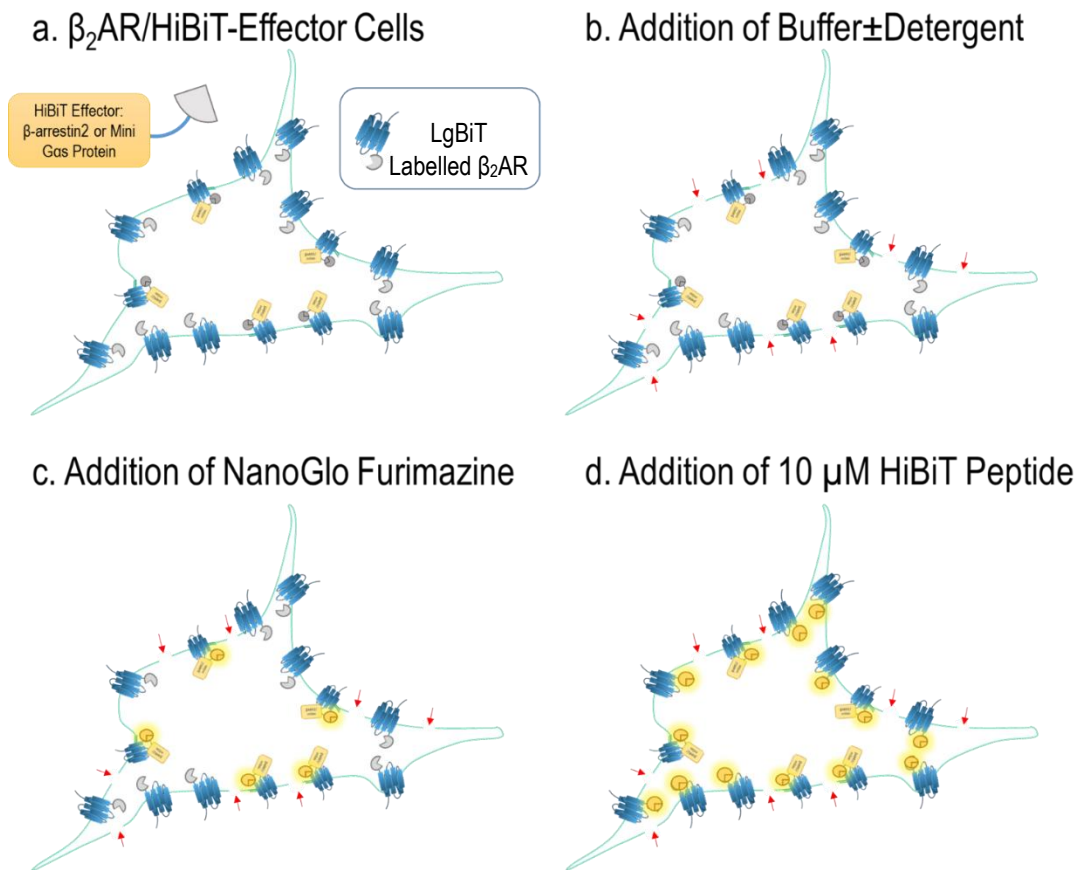 a. β₂AR/HiBiT-Effector Cells
HiBiT Effector:
β-arrestin2 or Mini
Gαs Protein
LgBiT
Labelled β₂AR
b. Addition of Buffer±Detergent
c. Addition of NanoGlo Furimazine
d. Addition of 10 µM HiBiT Peptide